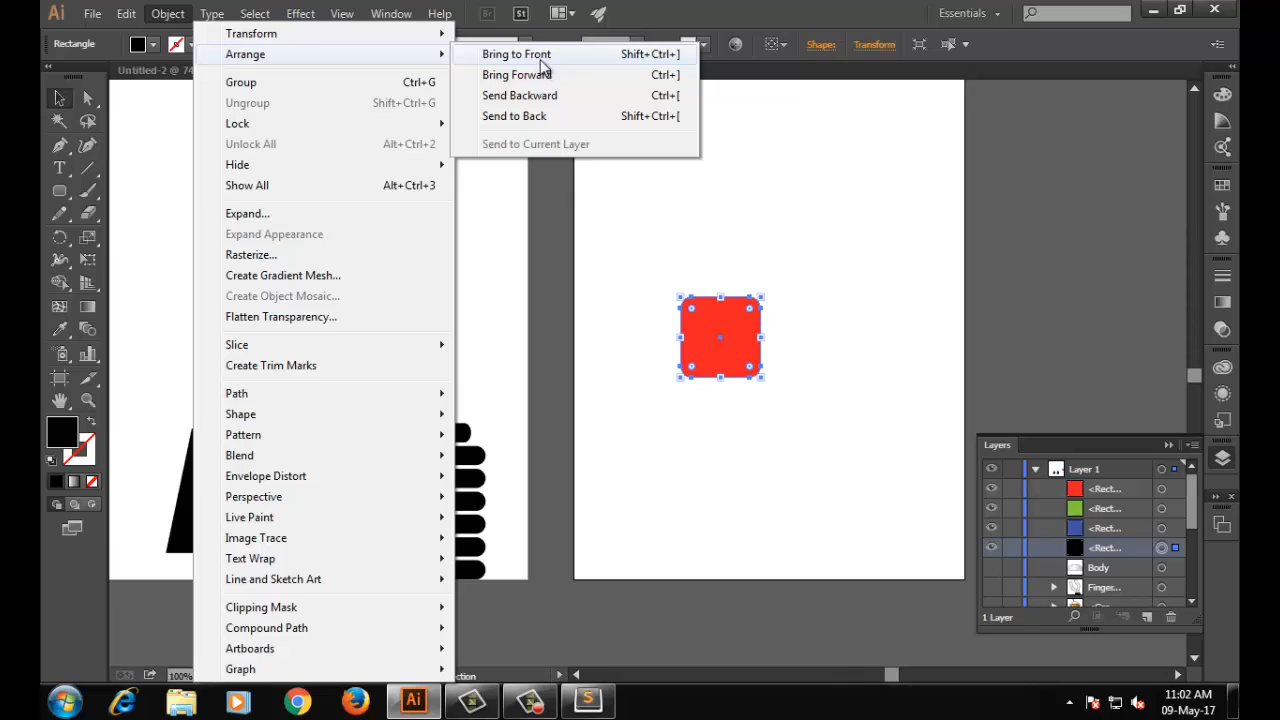 Ai File Edit Object Type Select Effect View Window Help Br St Essentials
Rectangle Shape: Transform
Untitled-2 @ 74
Transform
Arrange
Group Ctrl+G
Ungroup Shift+Ctrl+G
Lock
Unlock All Alt+Ctrl+2
Hide
Show All Alt+Ctrl+3
Expand...
Expand Appearance
Rasterize...
Create Gradient Mesh...
Create Object Mosaic...
Flatten Transparency...
Slice
Create Trim Marks
Path
Shape
Pattern
Blend
Envelope Distort
Perspective
Live Paint
Image Trace
Text Wrap
Line and Sketch Art
Clipping Mask
Compound Path
Artboards
Graph
Bring to Front Shift+Ctrl+]
Bring Forward Ctrl+]
Send Backward Ctrl+[
Send to Back Shift+Ctrl+[
Send to Current Layer
Layers
Layer 1
<Rect...
<Rect...
<Rect...
<Rect...
Body
Finger...
1 Layer
100%
ction
Ai S
11:02 AM
09-May-17